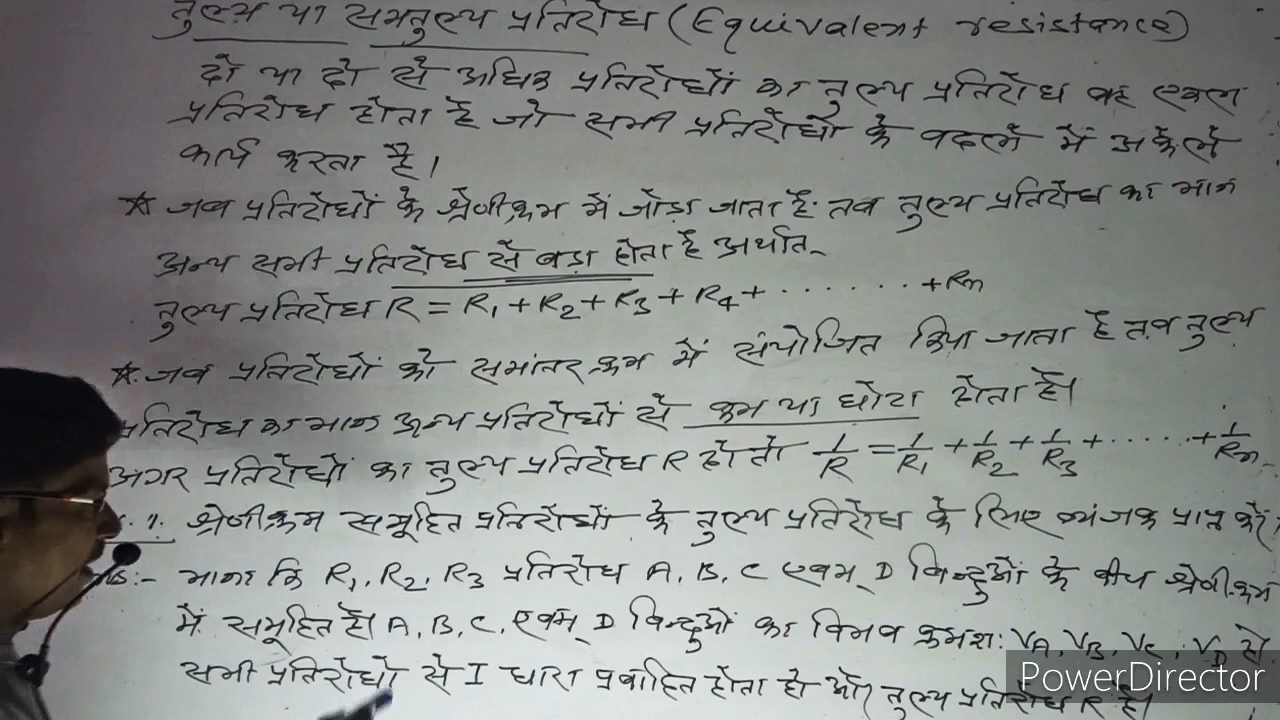 तुल्य या समतुल्य प्रतिरोध (Equivalent resistance)
दो या दो से अधिक प्रतिरोधों का तुल्य प्रतिरोध वह एकल
प्रतिरोध होता है जो सभी प्रतिरोधों के बदले में अकेले
कार्य करता है।
* जब प्रतिरोधों के श्रेणीक्रम में जोड़ा जाता है तब तुल्य प्रतिरोध का मान
अन्य सभी प्रतिरोध से बड़ा होता है अर्थात्-
तुल्य प्रतिरोध R = R₁ + R₂ + R₃ + R₄ + ....... + Rn
* जब प्रतिरोधों को समांतर क्रम में संयोजित किया जाता है तब तुल्य
प्रतिरोध का मान अन्य प्रतिरोधों से कम या छोटा होता है।
अगर प्रतिरोधों का तुल्य प्रतिरोध R हो तो 1/R = 1/R₁ + 1/R₂ + 1/R₃ + ...... + 1/Rn
1. श्रेणीक्रम समूहित प्रतिरोधों के तुल्य प्रतिरोध के लिए व्यंजक प्राप्त करें।
:- माना कि R₁, R₂, R₃ प्रतिरोध A, B, C एवम् D बिन्दुओं के बीच श्रेणीक्रम
में समूहित है। A, B, C, एवम् D बिन्दुओं का विभव क्रमशः VA, VB, VC, VD है
सभी प्रतिरोधों से I धारा प्रवाहित होता हो और तुल्य प्रतिरोध R है।
PowerDirector